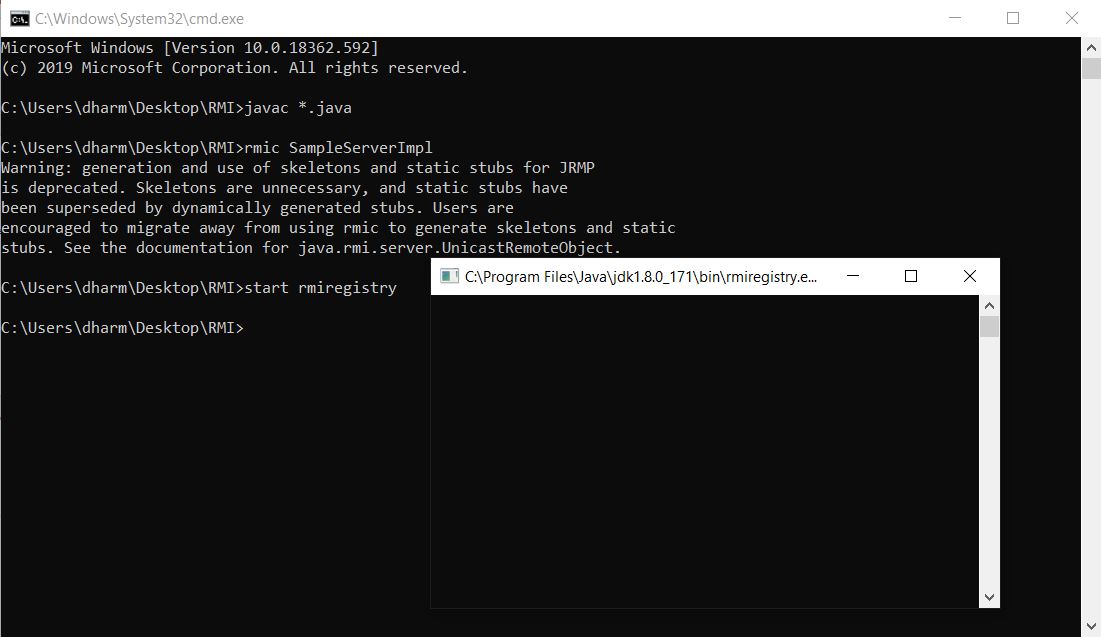 C:\Windows\System32\cmd.exe
Microsoft Windows [Version 10.0.18362.592]
(c) 2019 Microsoft Corporation. All rights reserved.
C:\Users\dharm\Desktop\RMI>javac *.java
C:\Users\dharm\Desktop\RMI>rmic SampleServerImpl
Warning: generation and use of skeletons and static stubs for JRMP
is deprecated. Skeletons are unnecessary, and static stubs have
been superseded by dynamically generated stubs. Users are
encouraged to migrate away from using rmic to generate skeletons and static
stubs. See the documentation for java.rmi.server.UnicastRemoteObject.
C:\Program Files\Java\jdk1.8.0_171\bin\rmiregistry.e...
C:\Users\dharm\Desktop\RMI>start rmiregistry
C:\Users\dharm\Desktop\RMI>